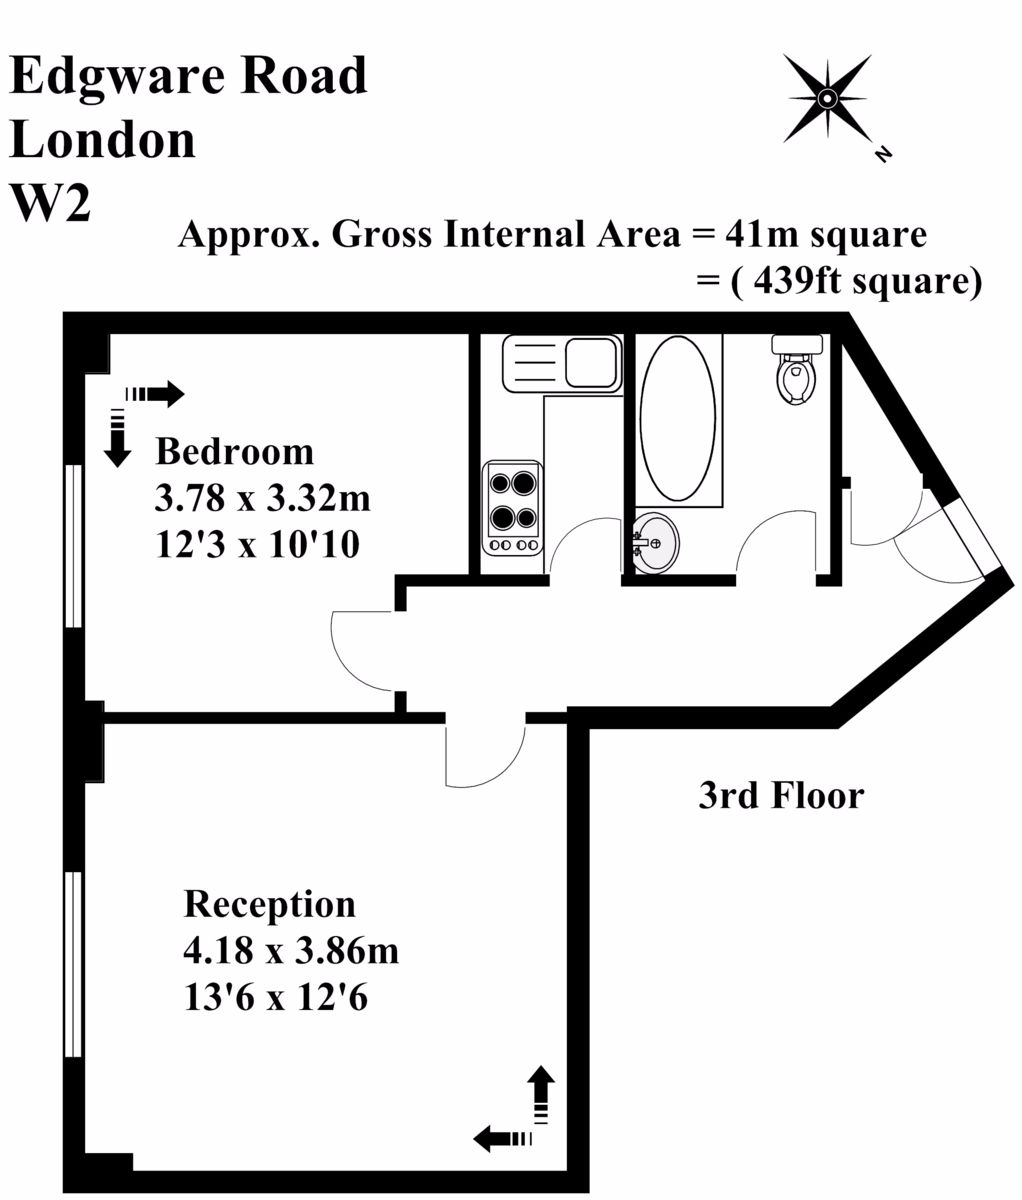 Edgware Road
London
W2
N
Approx. Gross Internal Area = 41m square
= ( 439ft square)
Bedroom
3.78 x 3.32m
12'3 x 10'10
3rd Floor
Reception
4.18 x 3.86m
13'6 x 12'6